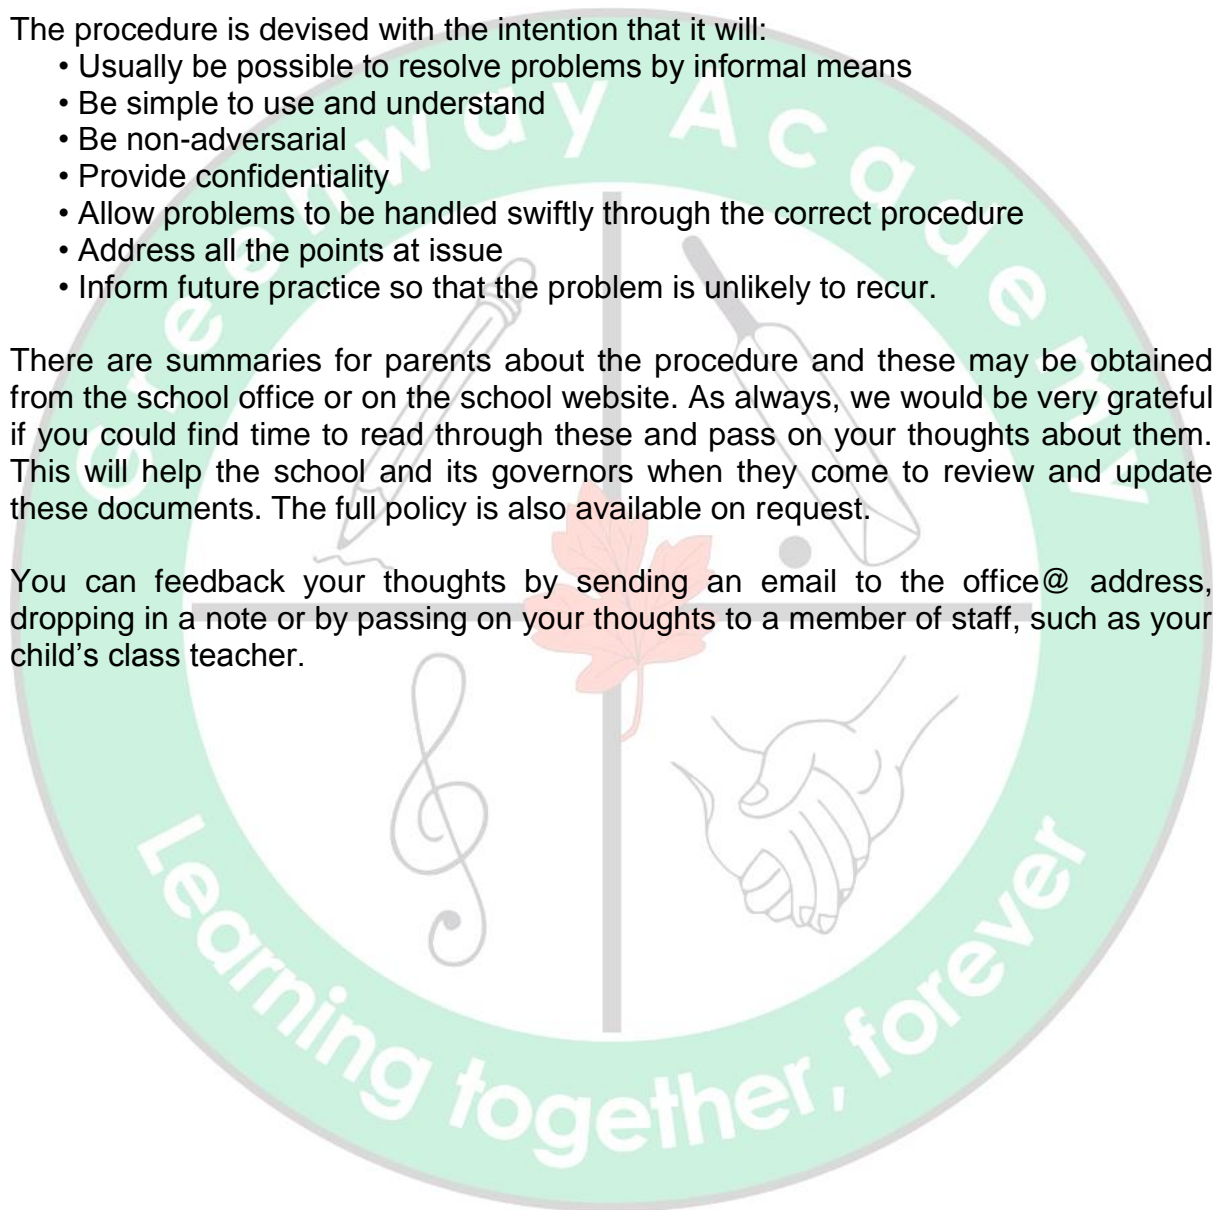 The procedure is devised with the intention that it will:
• Usually be possible to resolve problems by informal means
• Be simple to use and understand
• Be non-adversarial
• Provide confidentiality
• Allow problems to be handled swiftly through the correct procedure
• Address all the points at issue
• Inform future practice so that the problem is unlikely to recur.
There are summaries for parents about the procedure and these may be obtained
from the school office or on the school website. As always, we would be very grateful
if you could find time to read through these and pass on your thoughts about them.
This will help the school and its governors when they come to review and update
these documents. The full policy is also available on request.
You can feedback your thoughts by sending an email to the office@ address,
dropping in a note or by passing on your thoughts to a member of staff, such as your
child’s class teacher.
Greenway Academy
Learning together, forever